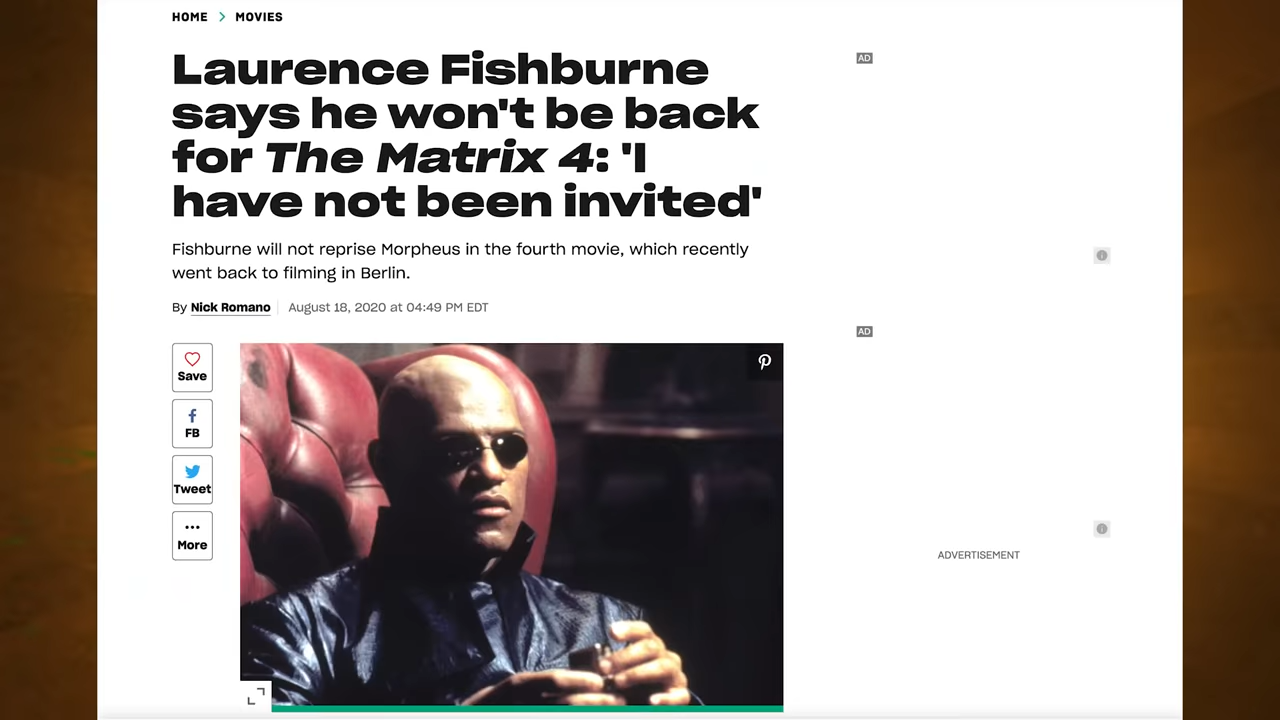 HOME > MOVIES
AD
Laurence Fishburne
says he won't be back
for The Matrix 4: 'I
have not been invited'
Fishburne will not reprise Morpheus in the fourth movie, which recently
went back to filming in Berlin.
By Nick Romano August 18, 2020 at 04:49 PM EDT
AD
Save
FB
Tweet
More
ADVERTISEMENT